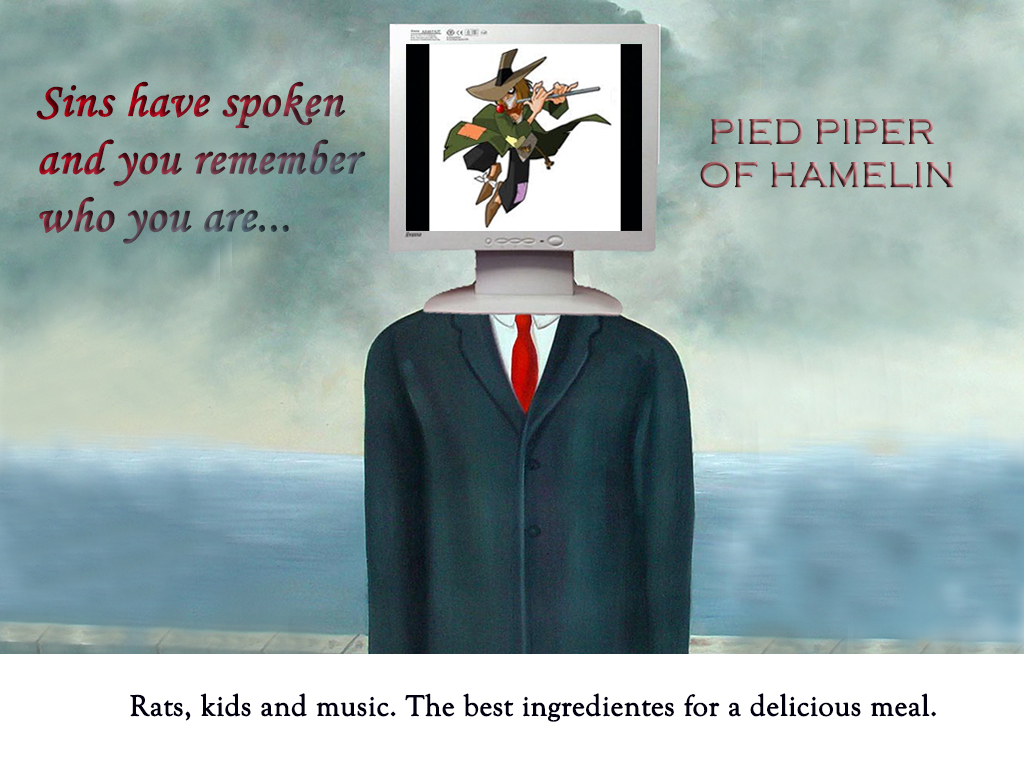 Sins have spoken
and you remember
who you are...
PIED PIPER
OF HAMELIN
Rats, kids and music. The best ingredientes for a delicious meal.